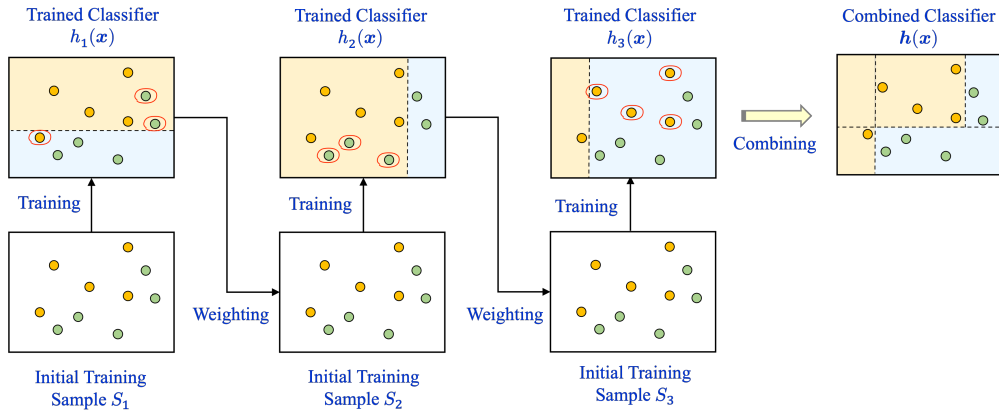 Trained Classifier
h₁(x)
Trained Classifier
h₂(x)
Trained Classifier
h₃(x)
Combined Classifier
h(x)
Combining
Training
Training
Training
Weighting
Weighting
Initial Training
Sample S₁
Initial Training
Sample S₂
Initial Training
Sample S₃